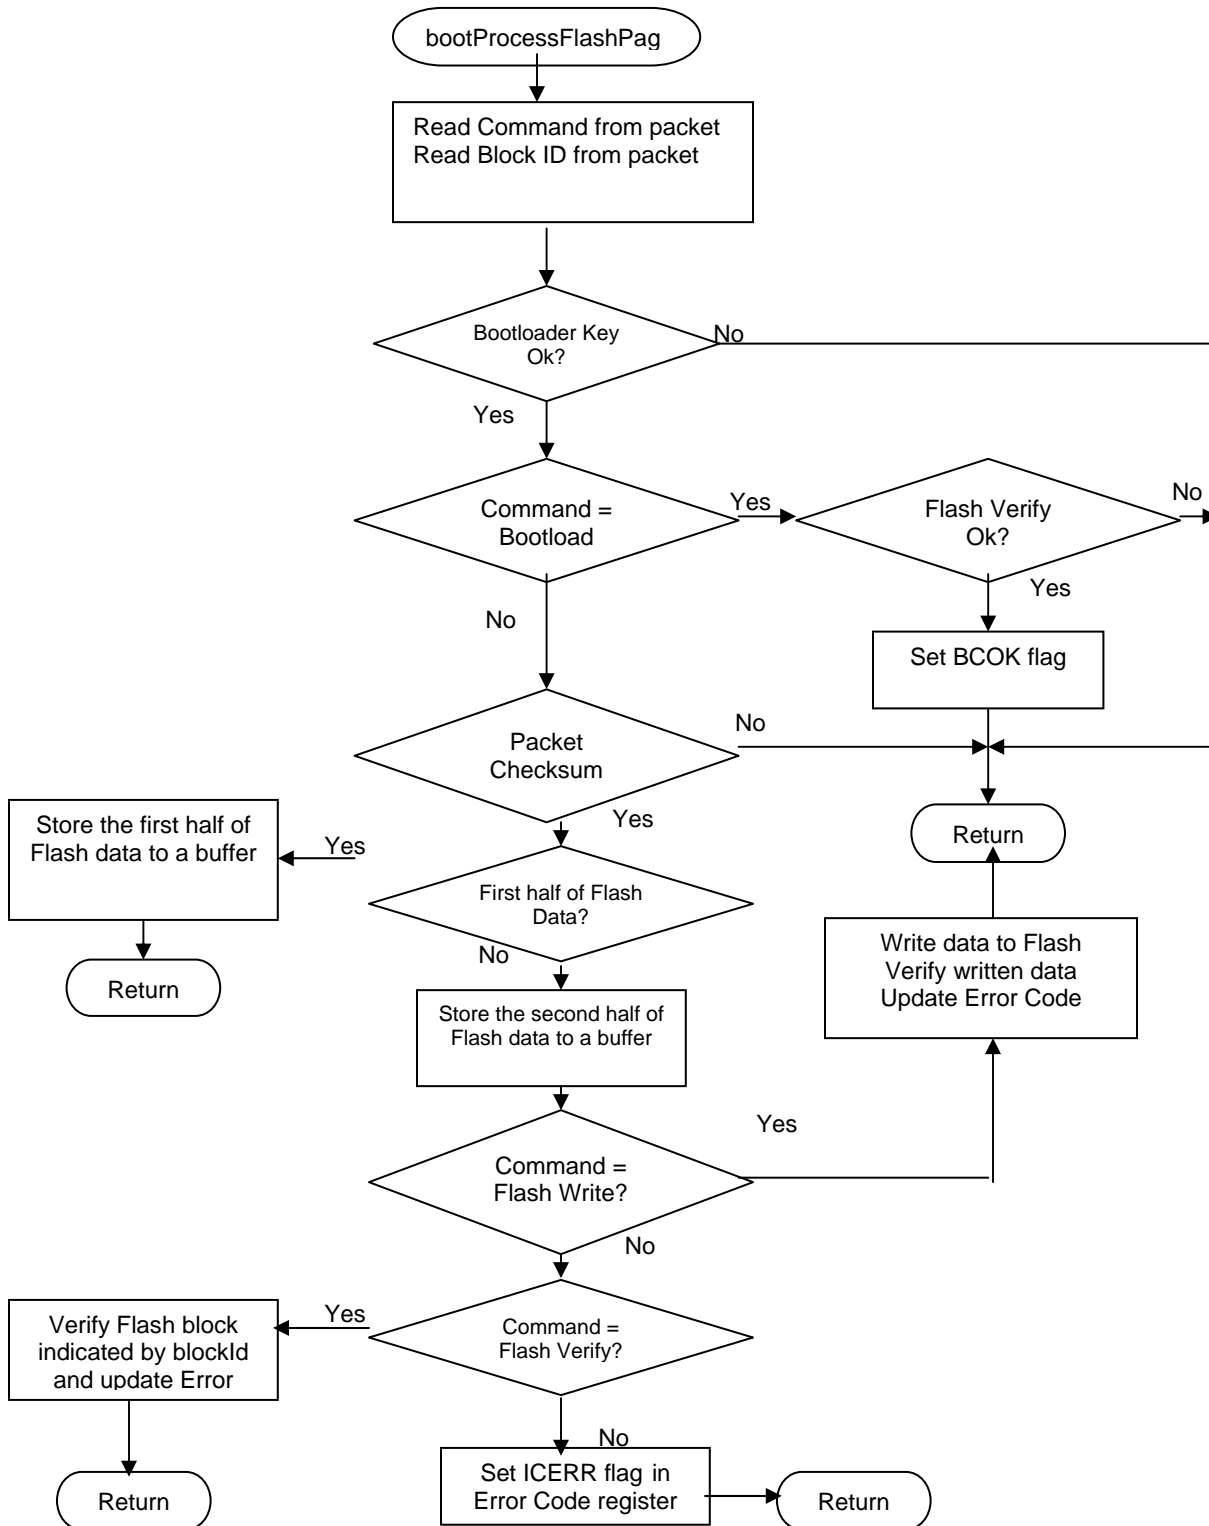 bootProcessFlashPag
Read Command from packet
Read Block ID from packet
Bootloader Key
Ok?
No
Yes
Command =
Bootload
Yes
Flash Verify
Ok?
No
Yes
No
Set BCOK flag
Packet
Checksum
No
Yes
Return
Store the first half of
Flash data to a buffer
Yes
First half of Flash
Data?
No
Return
Write data to Flash
Verify written data
Update Error Code
Store the second half of
Flash data to a buffer
Command =
Flash Write?
Yes
No
Verify Flash block
indicated by blockId
and update Error
Yes
Command =
Flash Verify?
No
Return
Set ICERR flag in
Error Code register
Return